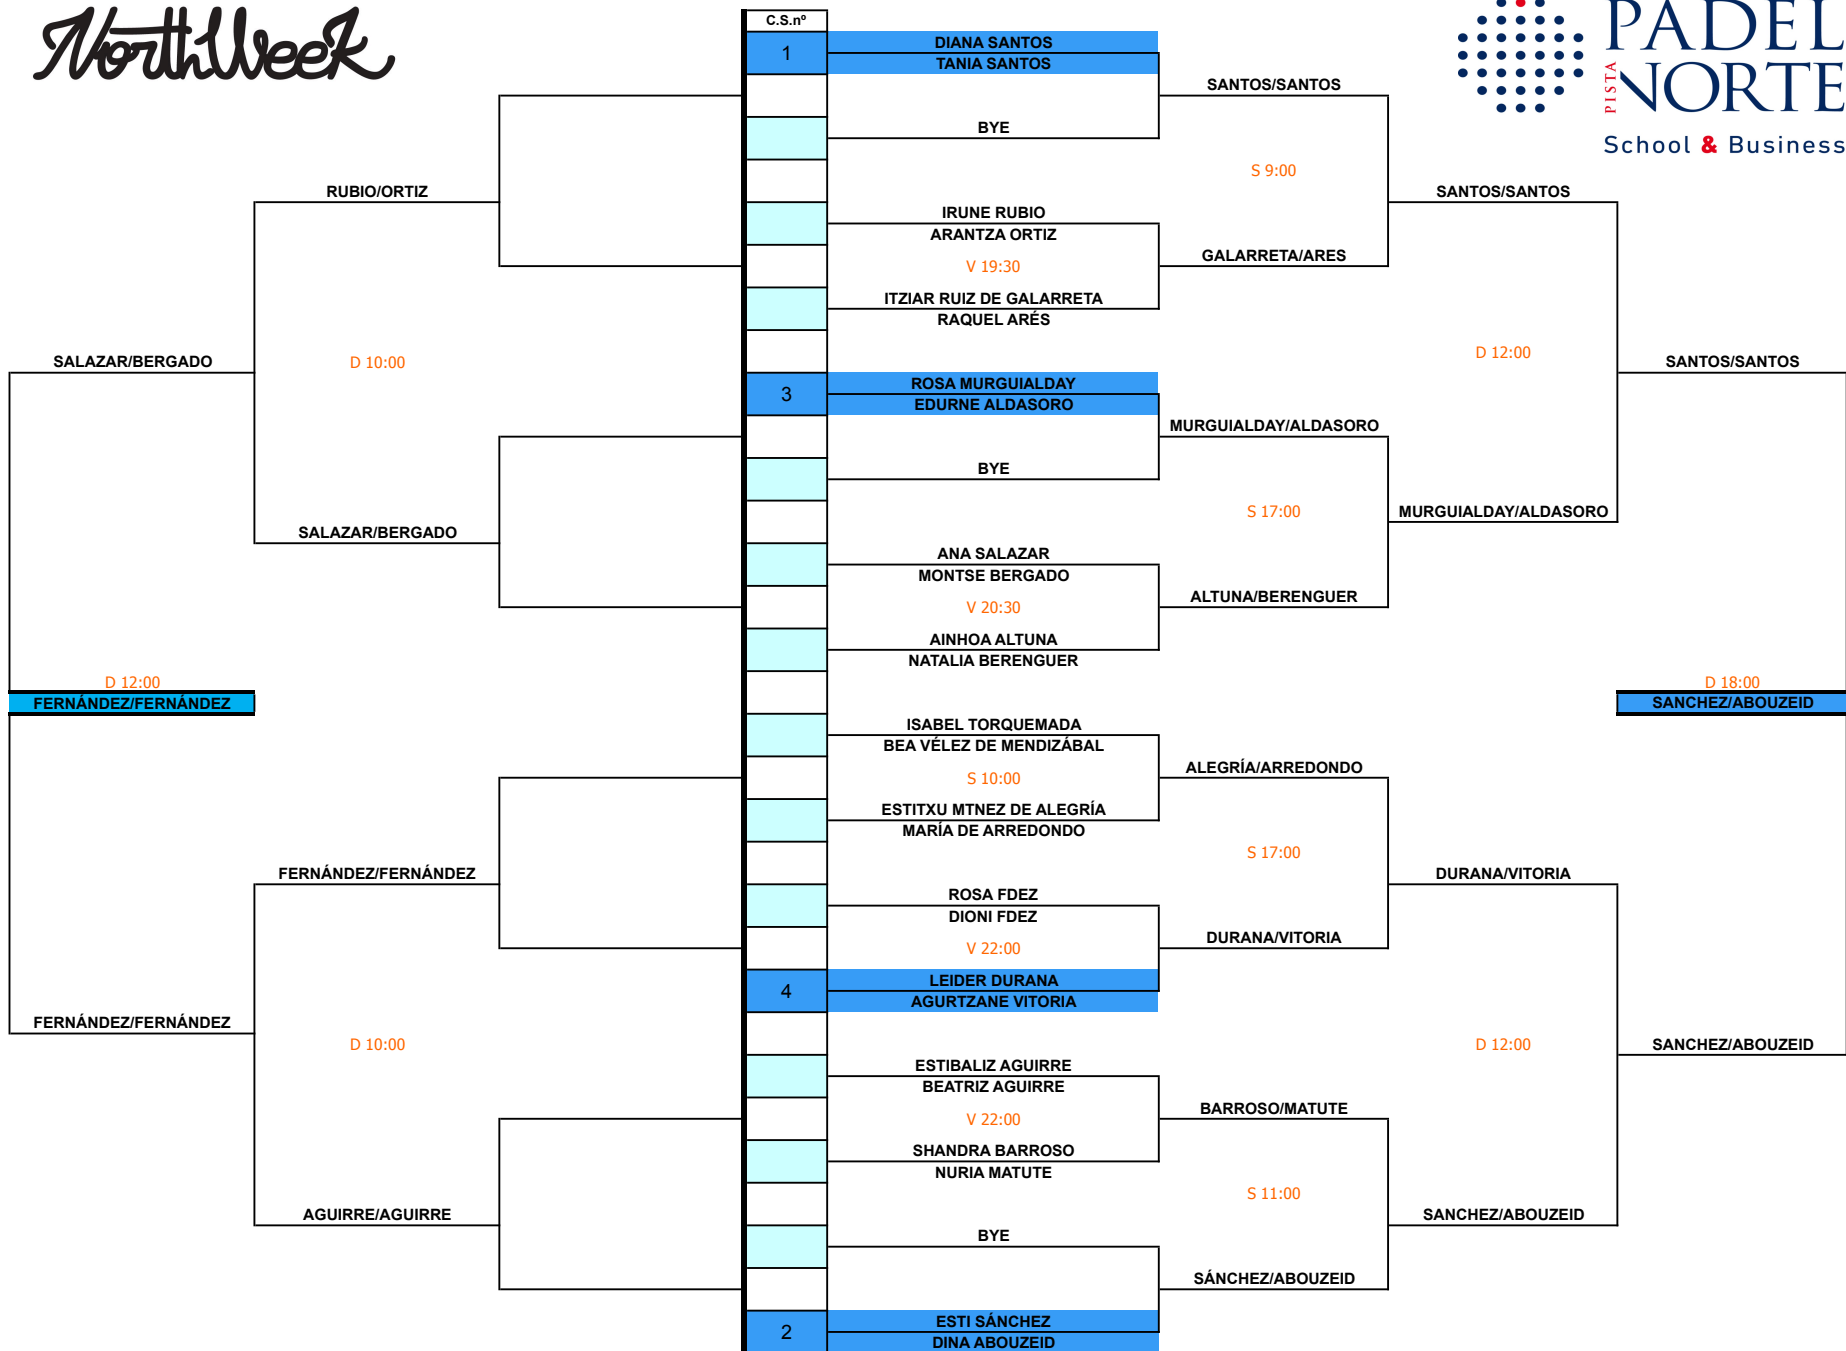 NorthWeek
C.S.nº
1
DIANA SANTOS
TANIA SANTOS
BYE
IRUNE RUBIO
ARANTZA ORTIZ
V 19:30
ITZIAR RUIZ DE GALARRETA
RAQUEL ARÉS
3
ROSA MURGUIALDAY
EDURNE ALDASORO
BYE
ANA SALAZAR
MONTSE BERGADO
V 20:30
AINHOA ALTUNA
NATALIA BERENGUER
ISABEL TORQUEMADA
BEA VÉLEZ DE MENDIZÁBAL
S 10:00
ESTITXU MTNEZ DE ALEGRÍA
MARÍA DE ARREDONDO
ROSA FDEZ
DIONI FDEZ
V 22:00
4
LEIDER DURANA
AGURTZANE VITORIA
ESTIBALIZ AGUIRRE
BEATRIZ AGUIRRE
V 22:00
SHANDRA BARROSO
NURIA MATUTE
BYE
2
ESTI SÁNCHEZ
DINA ABOUZEID
SANTOS/SANTOS
S 9:00
GALARRETA/ARES
MURGUIALDAY/ALDASORO
S 17:00
ALTUNA/BERENGUER
ALEGRÍA/ARREDONDO
S 17:00
DURANA/VITORIA
BARROSO/MATUTE
S 11:00
SÁNCHEZ/ABOUZEID
SANTOS/SANTOS
D 12:00
MURGUIALDAY/ALDASORO
DURANA/VITORIA
D 12:00
SANCHEZ/ABOUZEID
SANTOS/SANTOS
D 18:00
SANCHEZ/ABOUZEID
SANCHEZ/ABOUZEID
RUBIO/ORTIZ
D 10:00
SALAZAR/BERGADO
FERNÁNDEZ/FERNÁNDEZ
D 10:00
AGUIRRE/AGUIRRE
SALAZAR/BERGADO
D 12:00
FERNÁNDEZ/FERNÁNDEZ
FERNÁNDEZ/FERNÁNDEZ
PADEL
PISTA NORTE
School & Business